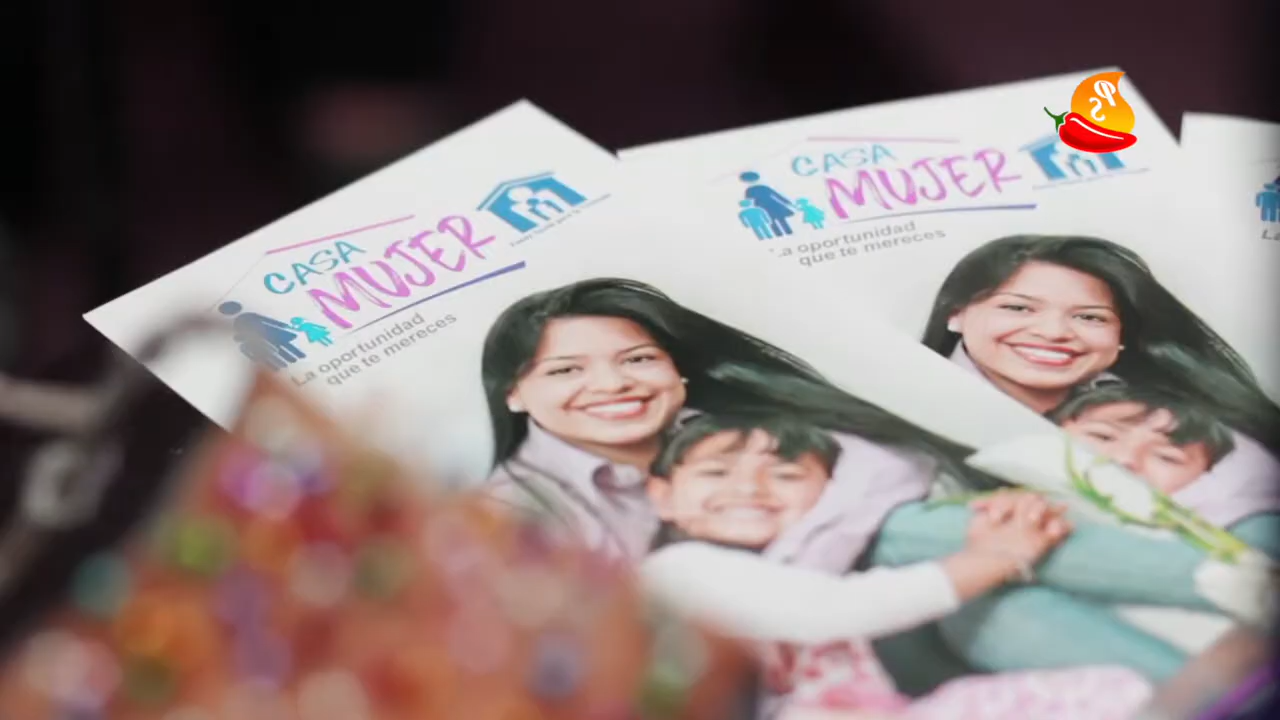 CASA
MUJER
La oportunidad
que te mereces
CASA
MUJER
La oportunidad
que te mereces